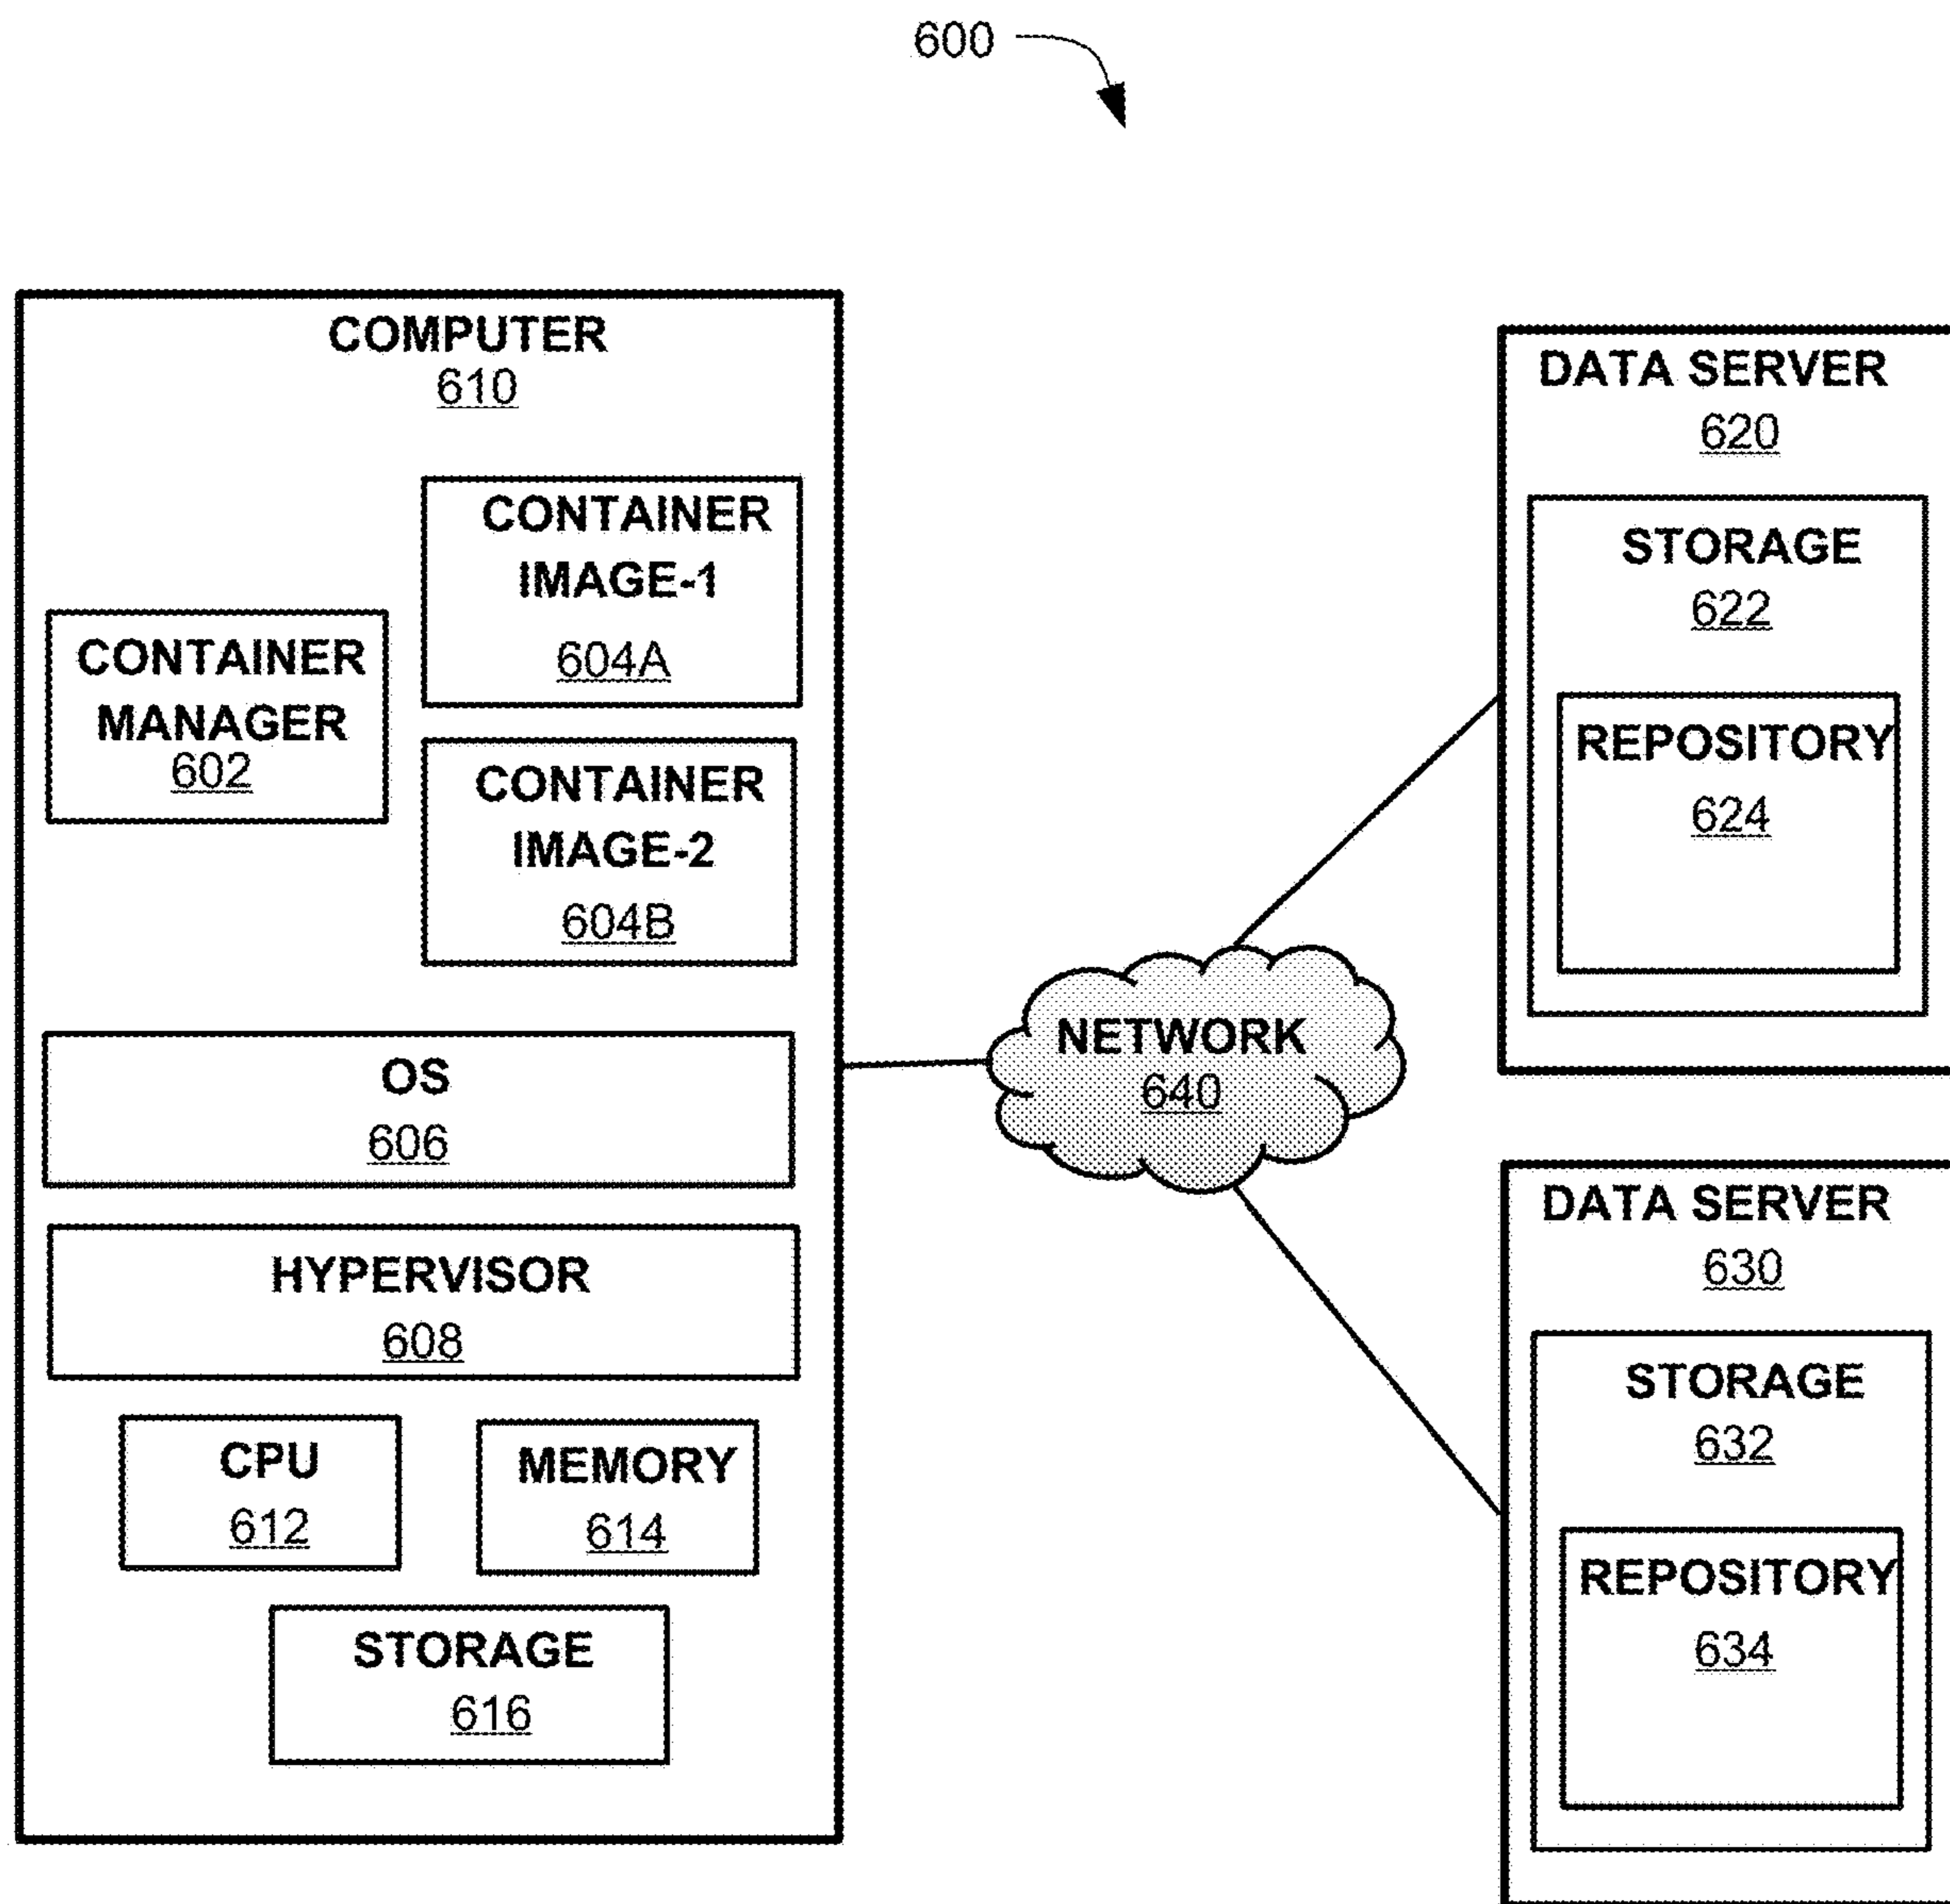 600
COMPUTER
610
CONTAINER
IMAGE-1
604A
CONTAINER
MANAGER
602
CONTAINER
IMAGE-2
604B
OS
606
HYPERVISOR
608
CPU
612
MEMORY
614
STORAGE
616
NETWORK
640
DATA SERVER
620
STORAGE
622
REPOSITORY
624
DATA SERVER
630
STORAGE
632
REPOSITORY
634